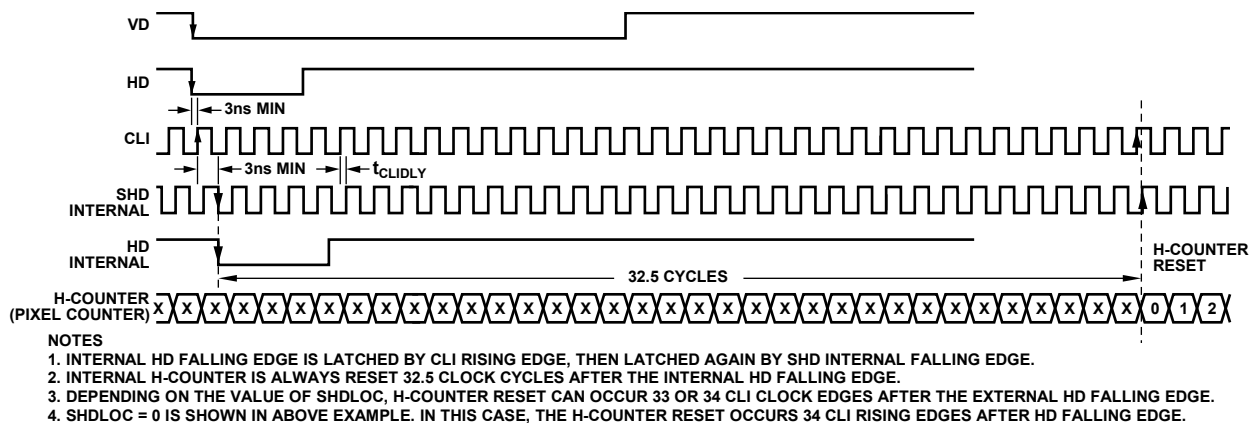 VD
HD
3ns MIN
CLI
3ns MIN
tCLIDLY
SHD
INTERNAL
HD
INTERNAL
H-COUNTER
RESET
32.5 CYCLES
H-COUNTER
(PIXEL COUNTER)
X X X X X X X X X X X X X X X X X X X X X X X X X X X X X X X X X X X 0 1 2
NOTES
1. INTERNAL HD FALLING EDGE IS LATCHED BY CLI RISING EDGE, THEN LATCHED AGAIN BY SHD INTERNAL FALLING EDGE.
2. INTERNAL H-COUNTER IS ALWAYS RESET 32.5 CLOCK CYCLES AFTER THE INTERNAL HD FALLING EDGE.
3. DEPENDING ON THE VALUE OF SHDLOC, H-COUNTER RESET CAN OCCUR 33 OR 34 CLI CLOCK EDGES AFTER THE EXTERNAL HD FALLING EDGE.
4. SHDLOC = 0 IS SHOWN IN ABOVE EXAMPLE. IN THIS CASE, THE H-COUNTER RESET OCCURS 34 CLI RISING EDGES AFTER HD FALLING EDGE.